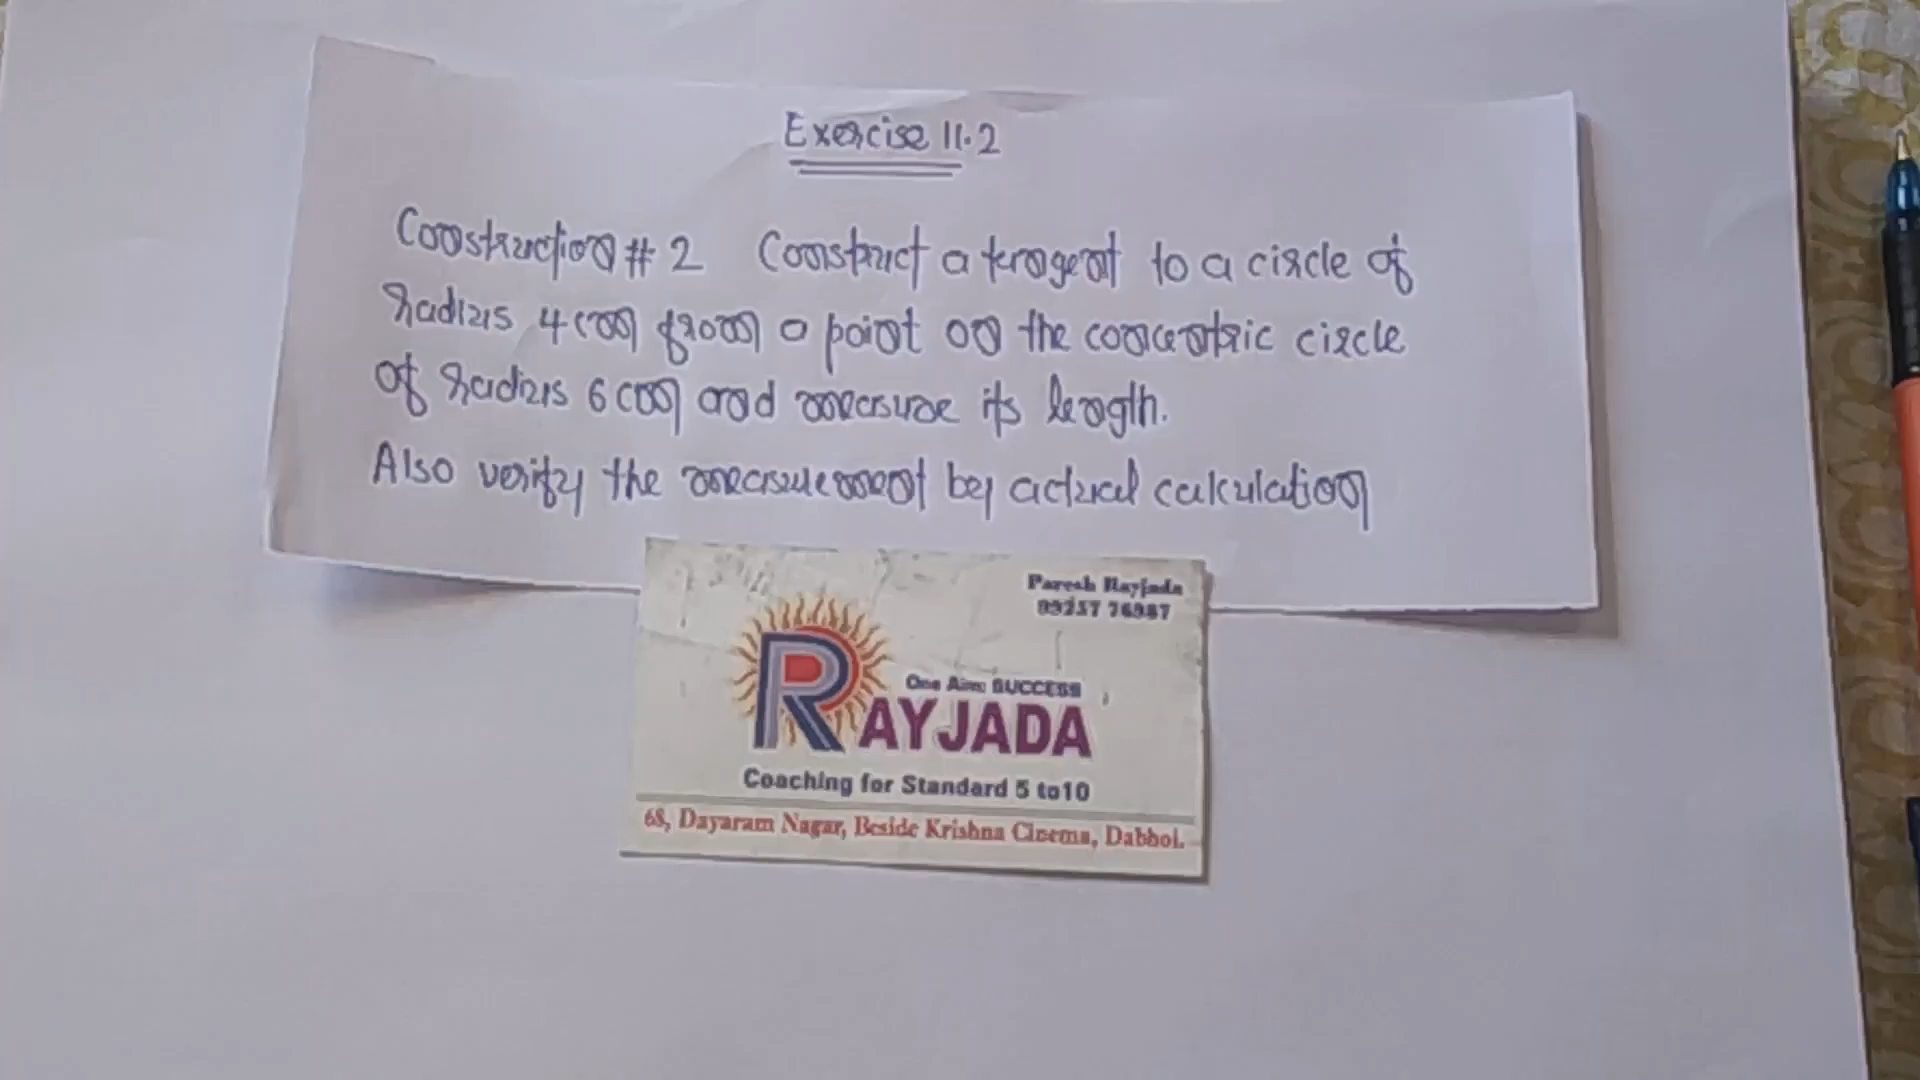 Exercise 11.2
Construction # 2 Construct a tangent to a circle of
radius 4 cm from a point on the concentric circle
of radius 6 cm and measure its length.
Also verify the measurement by actual calculation
Paresh Rayjada
One Aim: SUCCESS
RAYJADA
Coaching for Standard 5 to10
68, Dayaram Nagar, Beside Krishna Cinema, Dabhoi.